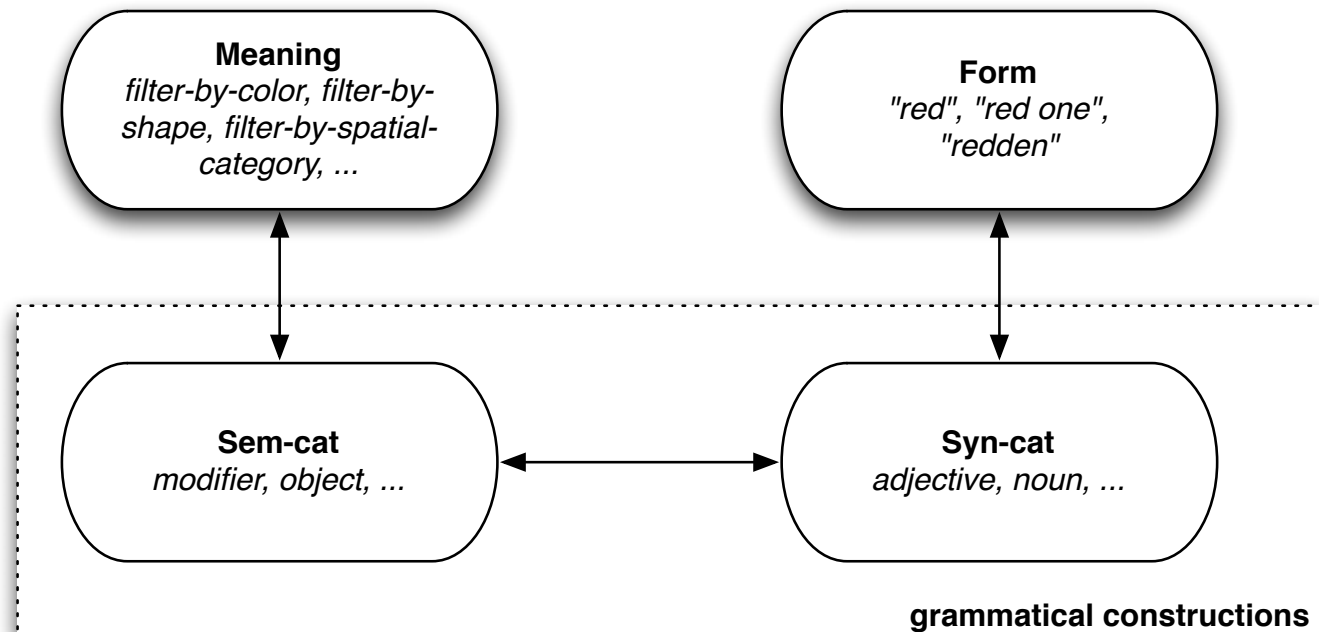 Meaning
filter-by-color, filter-by-
shape, filter-by-spatial-
category, ...
Form
"red", "red one",
"redden"
Sem-cat
modifier, object, ...
Syn-cat
adjective, noun, ...
grammatical constructions